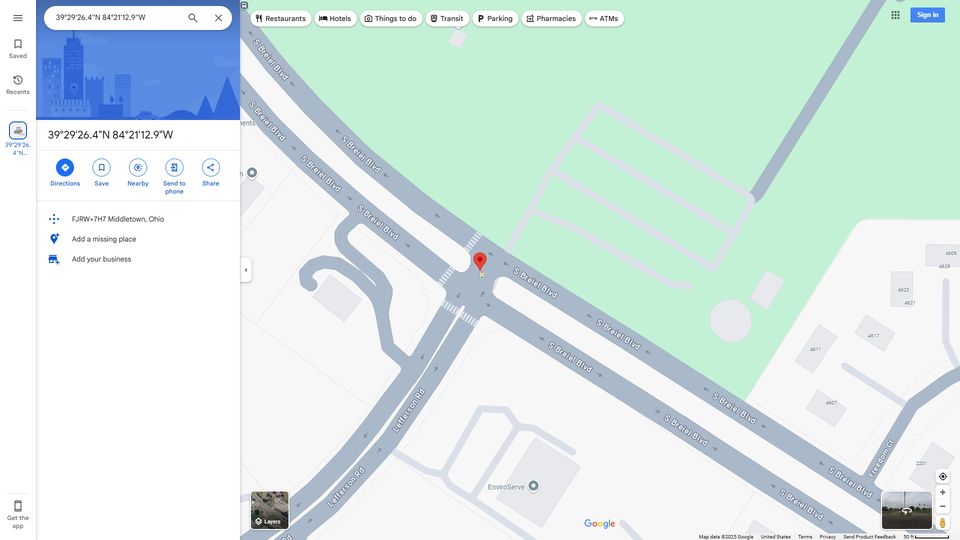 39°29'26.4"N 84°21'12.9"W
Restaurants
Hotels
Things to do
Transit
Parking
Pharmacies
ATMs
Sign in
Saved
Recents
39°29'26.
4"N...
Get the
app
39°29'26.4"N 84°21'12.9"W
Directions
Save
Nearby
Send to
phone
Share
FJRW+7H7 Middletown, Ohio
Add a missing place
Add your business
S Breiel Blvd
S Breiel Blvd
S Breiel Blvd
S Breiel Blvd
S Breiel Blvd
S Breiel Blvd
S Breiel Blvd
S Breiel Blvd
S Breiel Blvd
S Breiel Blvd
S Breiel Blvd
S Breiel Blvd
Lefferson Rd
Lefferson Rd
Rd
Freedom Ct
EnviroServe
ments
h
4609
4629
4623
4621
4617
4611
4607
2201
Layers
Google
Map data ©2025 Google
United States
Terms
Privacy
Send Product Feedback
50 ft